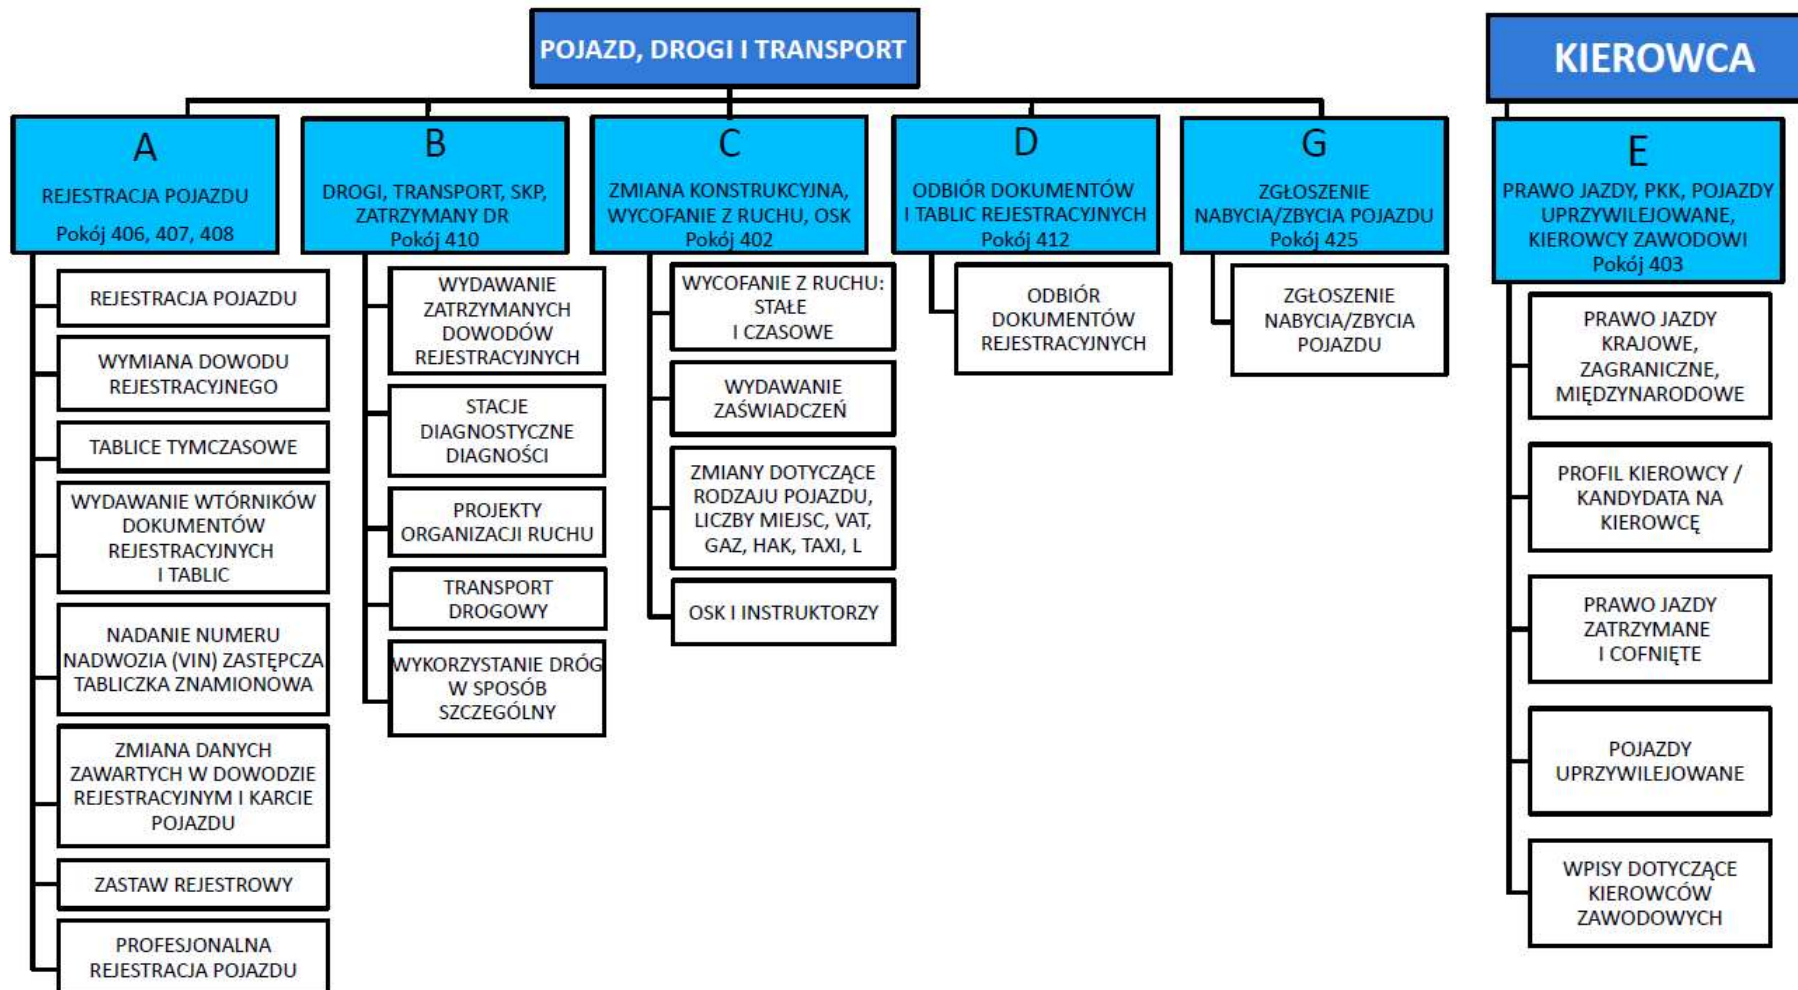 POJAZD, DROGI I TRANSPORT
A
REJESTRACJA POJAZDU
Pokój 406, 407, 408
REJESTRACJA POJAZDU
WYMIANA DOWODU
REJESTRACYJNEGO
TABLICE TYMCZASOWE
WYDAWANIE WTÓRNIKÓW
DOKUMENTÓW
REJESTRACYJNYCH
I TABLIC
NADANIE NUMERU
NADWOZIA (VIN) ZASTĘPCZA
TABLICZKA ZNAMIONOWA
ZMIANA DANYCH
ZAWARTYCH W DOWODZIE
REJESTRACYJNYM I KARCIE
POJAZDU
ZASTAW REJESTROWY
PROFESJONALNA
REJESTRACJA POJAZDU
B
DROGI, TRANSPORT, SKP,
ZATRZYMANY DR
Pokój 410
WYDAWANIE
ZATRZYMANYCH
DOWODÓW
REJESTRACYJNYCH
STACJE
DIAGNOSTYCZNE
DIAGNOŚCI
PROJEKTY
ORGANIZACJI RUCHU
TRANSPORT
DROGOWY
WYKORZYSTANIE DRÓG
W SPOSÓB
SZCZEGÓLNY
C
ZMIANA KONSTRUKCYJNA,
WYCOFANIE Z RUCHU, OSK
Pokój 402
WYCOFANIE Z RUCHU:
STAŁE
I CZASOWE
WYDAWANIE
ZAŚWIADCZEŃ
ZMIANY DOTYCZĄCE
RODZAJU POJAZDU,
LICZBY MIEJSC, VAT,
GAZ, HAK, TAXI, L
OSK I INSTRUKTORZY
D
ODBIÓR DOKUMENTÓW
I TABLIC REJESTRACYJNYCH
Pokój 412
ODBIÓR
DOKUMENTÓW
REJESTRACYJNYCH
G
ZGŁOSZENIE
NABYCIA/ZBYCIA POJAZDU
Pokój 425
ZGŁOSZENIE
NABYCIA/ZBYCIA
POJAZDU
KIEROWCA
E
PRAWO JAZDY, PKK, POJAZDY
UPRZYWILEJOWANE,
KIEROWCY ZAWODOWI
Pokój 403
PRAWO JAZDY
KRAJOWE,
ZAGRANICZNE,
MIĘDZYNARODOWE
PROFIL KIEROWCY /
KANDYDATA NA
KIEROWCĘ
PRAWO JAZDY
ZATRZYMANE
I COFNIĘTE
POJAZDY
UPRZYWILEJOWANE
WPISY DOTYCZĄCE
KIEROWCÓW
ZAWODOWYCH